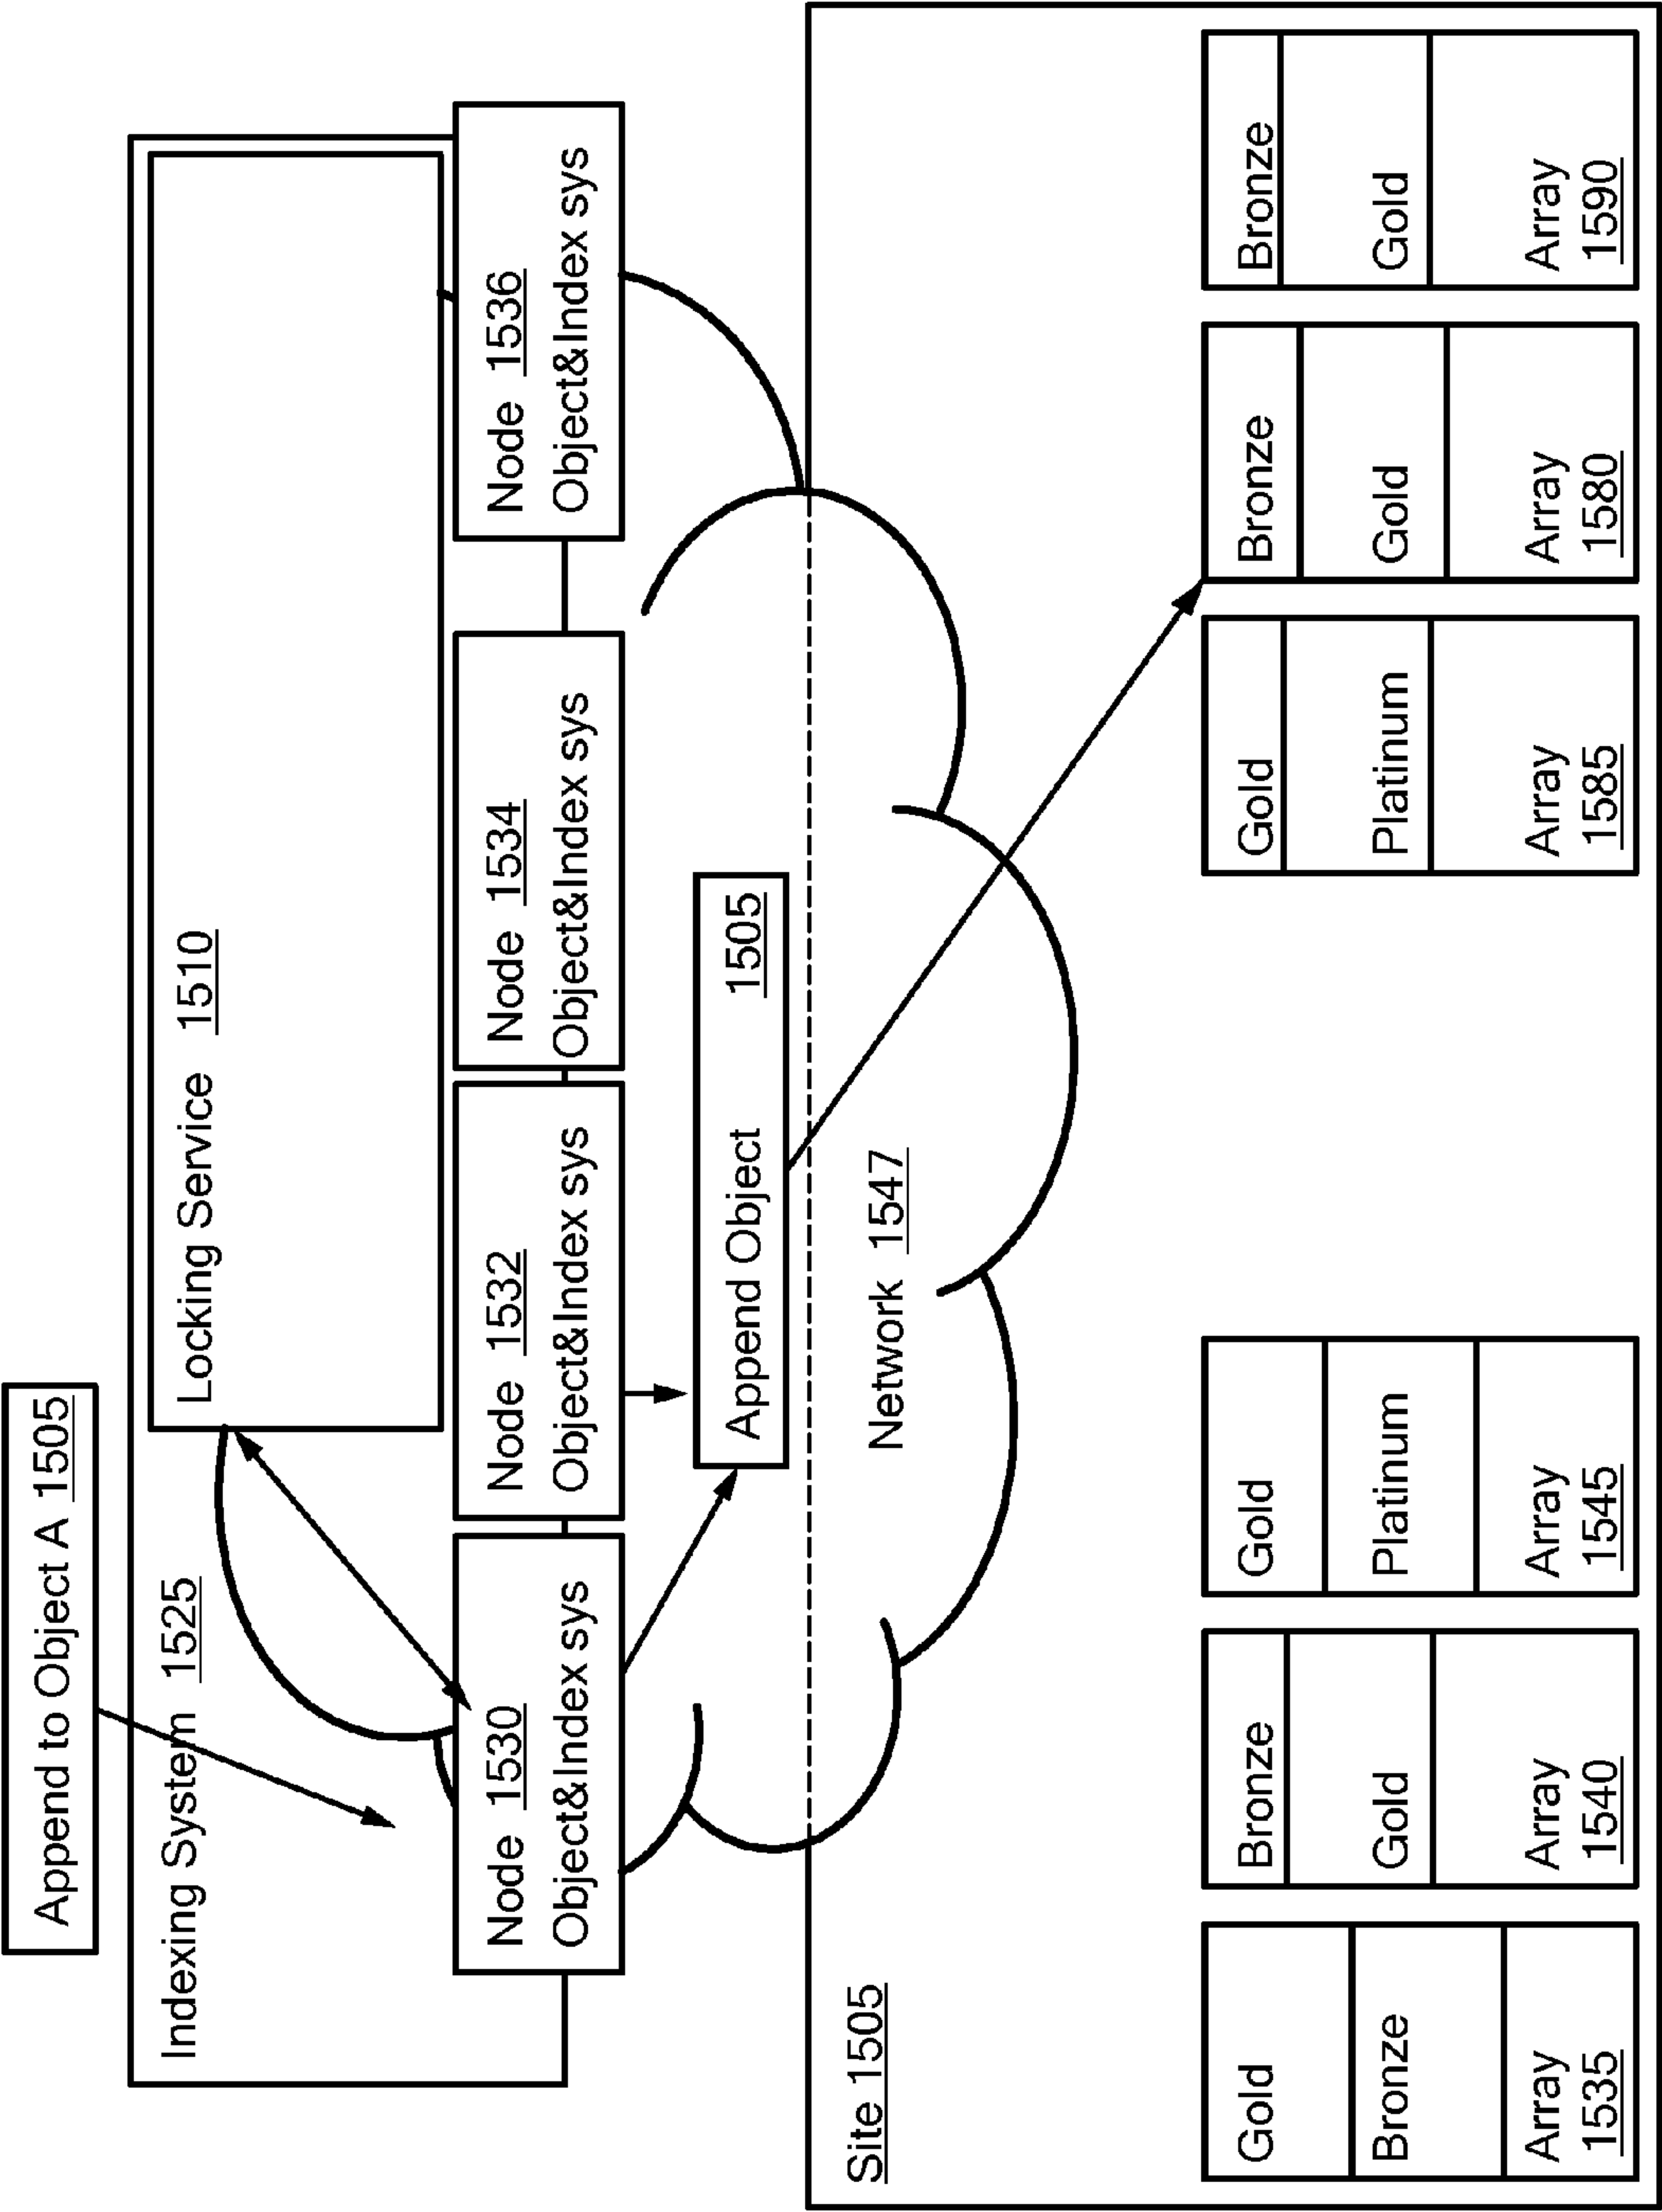 Append to Object A 1505
Indexing System 1525
Locking Service 1510
Node 1530
Object&Index sys
Node 1532
Object&Index sys
Node 1534
Object&Index sys
Node 1536
Object&Index sys
Append Object 1505
Network 1547
Site 1505
Gold
Bronze
Array
1535
Bronze
Gold
Array
1540
Gold
Platinum
Array
1545
Gold
Platinum
Array
1585
Bronze
Gold
Array
1580
Bronze
Gold
Array
1590